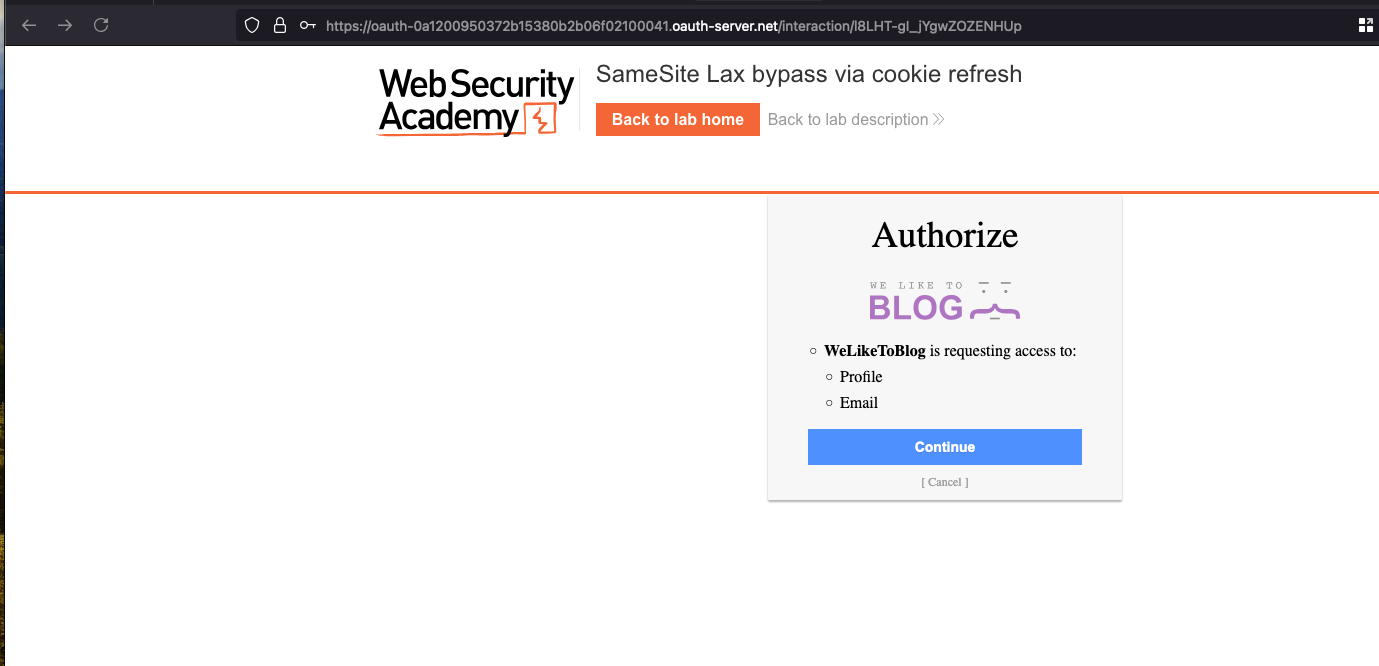 https://oauth-0a1200950372b15380b2b06f02100041.oauth-server.net/interaction/l8LHT-gI_jYgwZOZENHUp
Web Security
Academy
SameSite Lax bypass via cookie refresh
Back to lab home
Back to lab description
Authorize
WE LIKE TO
BLOG
WeLikeToBlog is requesting access to:
Profile
Email
Continue
[ Cancel ]